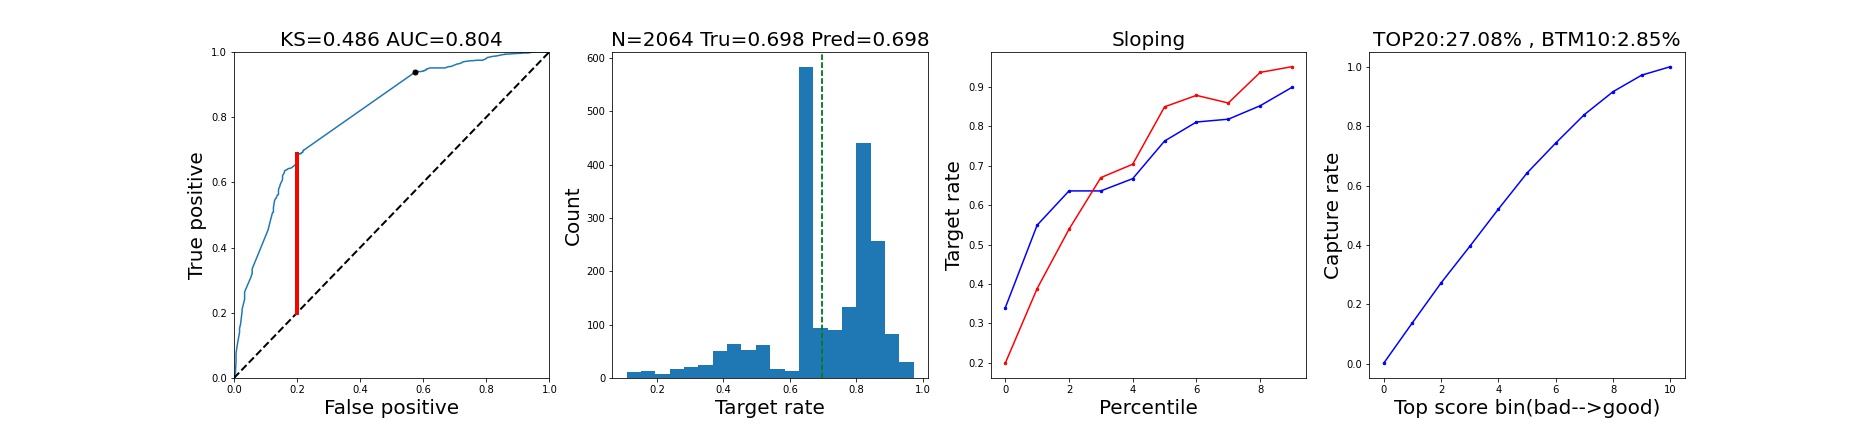 KS=0.486 AUC=0.804
True positive
1.0
0.8
0.6
0.4
0.2
0.0
0.0 0.2 0.4 0.6 0.8 1.0
False positive
N=2064 Tru=0.698 Pred=0.698
Count
600
500
400
300
200
100
0
0.2 0.4 0.6 0.8 1.0
Target rate
Sloping
Target rate
0.9
0.8
0.7
0.6
0.5
0.4
0.3
0.2
0 2 4 6 8
Percentile
TOP20:27.08% , BTM10:2.85%
Capture rate
1.0
0.8
0.6
0.4
0.2
0.0
0 2 4 6 8 10
Top score bin(bad-->good)